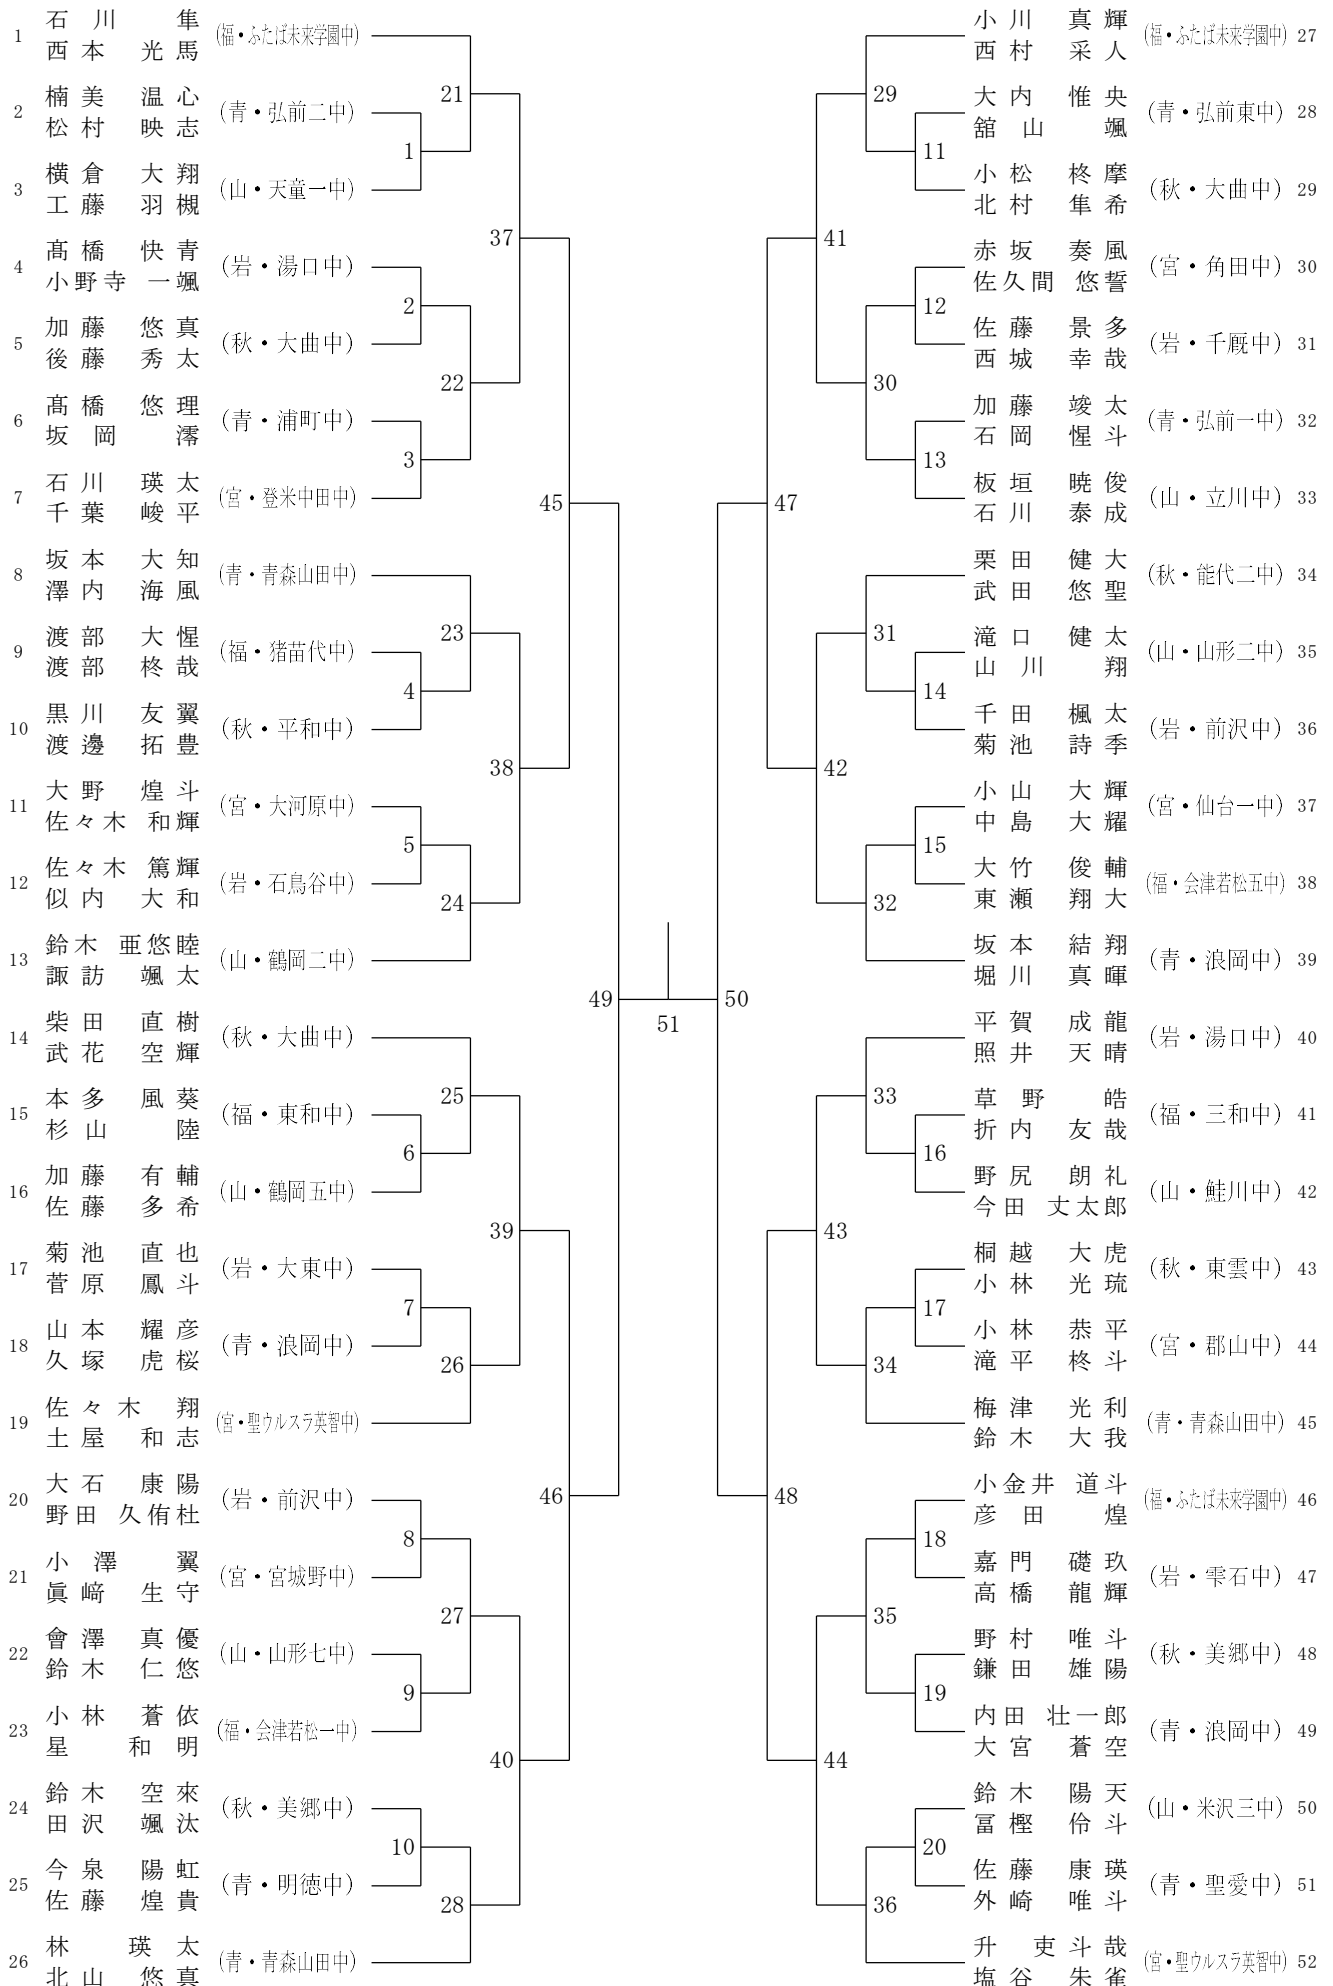 1 石川 隼 (福・ふたば未来学園中)
西本 光馬
2 楠美 温心 (青・弘前二中)
松村 映志
3 横倉 大翔 (山・天童一中)
工藤 羽槻
4 髙橋 快青 (岩・湯口中)
小野寺 一颯
5 加藤 悠真 (秋・大曲中)
後藤 秀太
6 髙橋 悠理 (青・浦町中)
坂岡 澪
7 石川 瑛太 (宮・登米中田中)
千葉 峻平
8 坂本 大知 (青・青森山田中)
澤内 海風
9 渡部 大惺 (福・猪苗代中)
渡部 柊哉
10 黒川 友翼 (秋・平和中)
渡邊 拓豊
11 大野 煌斗 (宮・大河原中)
佐々木 和輝
12 佐々木 篤輝 (岩・石鳥谷中)
似内 大和
13 鈴木 亜悠睦 (山・鶴岡二中)
諏訪 颯太
14 柴田 直樹 (秋・大曲中)
武花 空輝
15 本多 風葵 (福・東和中)
杉山 陸
16 加藤 有輔 (山・鶴岡五中)
佐藤 多希
17 菊池 直也 (岩・大東中)
菅原 鳳斗
18 山本 耀彦 (青・浪岡中)
久塚 虎桜
19 佐々木 翔 (宮・聖ウルスラ英智中)
土屋 和志
20 大石 康陽 (岩・前沢中)
野田 久侑杜
21 小澤 翼 (宮・宮城野中)
眞﨑 生守
22 會澤 真優 (山・山形七中)
鈴木 仁悠
23 小林 蒼依 (福・会津若松一中)
星 和明
24 鈴木 空來 (秋・美郷中)
田沢 颯汰
25 今泉 陽虹 (青・明徳中)
佐藤 煌貴
26 林 瑛太 (青・青森山田中)
北山 悠真
21
1
37
2
22
3
45
23
4
38
5
24
49
25
6
39
7
26
46
8
27
9
40
10
28
51
29
11
41
12
30
13
47
31
14
42
15
32
50
33
16
43
17
34
48
18
35
19
44
20
36
小川 真輝 (福・ふたば未来学園中) 27
西村 采人
大内 惟央 (青・弘前東中) 28
舘山 颯
小松 柊摩 (秋・大曲中) 29
北村 隼希
赤坂 奏風 (宮・角田中) 30
佐久間 悠誓
佐藤 景多 (岩・千厩中) 31
西城 幸哉
加藤 竣太 (青・弘前一中) 32
石岡 惺斗
板垣 暁俊 (山・立川中) 33
石川 泰成
栗田 健大 (秋・能代二中) 34
武田 悠聖
滝口 健太 (山・山形二中) 35
山川 翔
千田 楓太 (岩・前沢中) 36
菊池 詩季
小山 大輝 (宮・仙台一中) 37
中島 大耀
大竹 俊輔 (福・会津若松五中) 38
東瀬 翔大
坂本 結翔 (青・浪岡中) 39
堀川 真暉
平賀 成龍 (岩・湯口中) 40
照井 天晴
草野 皓 (福・三和中) 41
折内 友哉
野尻 朗礼 (山・鮭川中) 42
今田 丈太郎
桐越 大虎 (秋・東雲中) 43
小林 光琉
小林 恭平 (宮・郡山中) 44
滝平 柊斗
梅津 光利 (青・青森山田中) 45
鈴木 大我
小金井 道斗 (福・ふたば未来学園中) 46
彦田 煌
嘉門 礎玖 (岩・雫石中) 47
高橋 龍輝
野村 唯斗 (秋・美郷中) 48
鎌田 雄陽
内田 壮一郎 (青・浪岡中) 49
大宮 蒼空
鈴木 陽天 (山・米沢三中) 50
冨樫 伶斗
佐藤 康瑛 (青・聖愛中) 51
外崎 唯斗
升 吏斗哉 (宮・聖ウルスラ英智中) 52
塩谷 朱雀